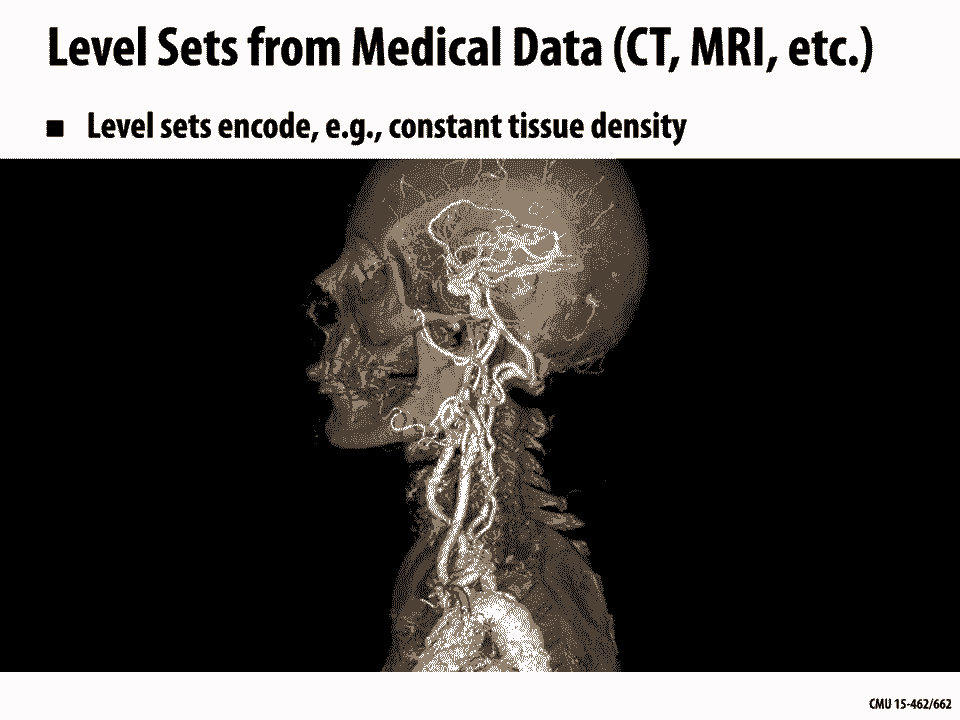 Level Sets from Medical Data (CT, MRI, etc.)
■ Level sets encode, e.g., constant tissue density
CMU 15-462/662